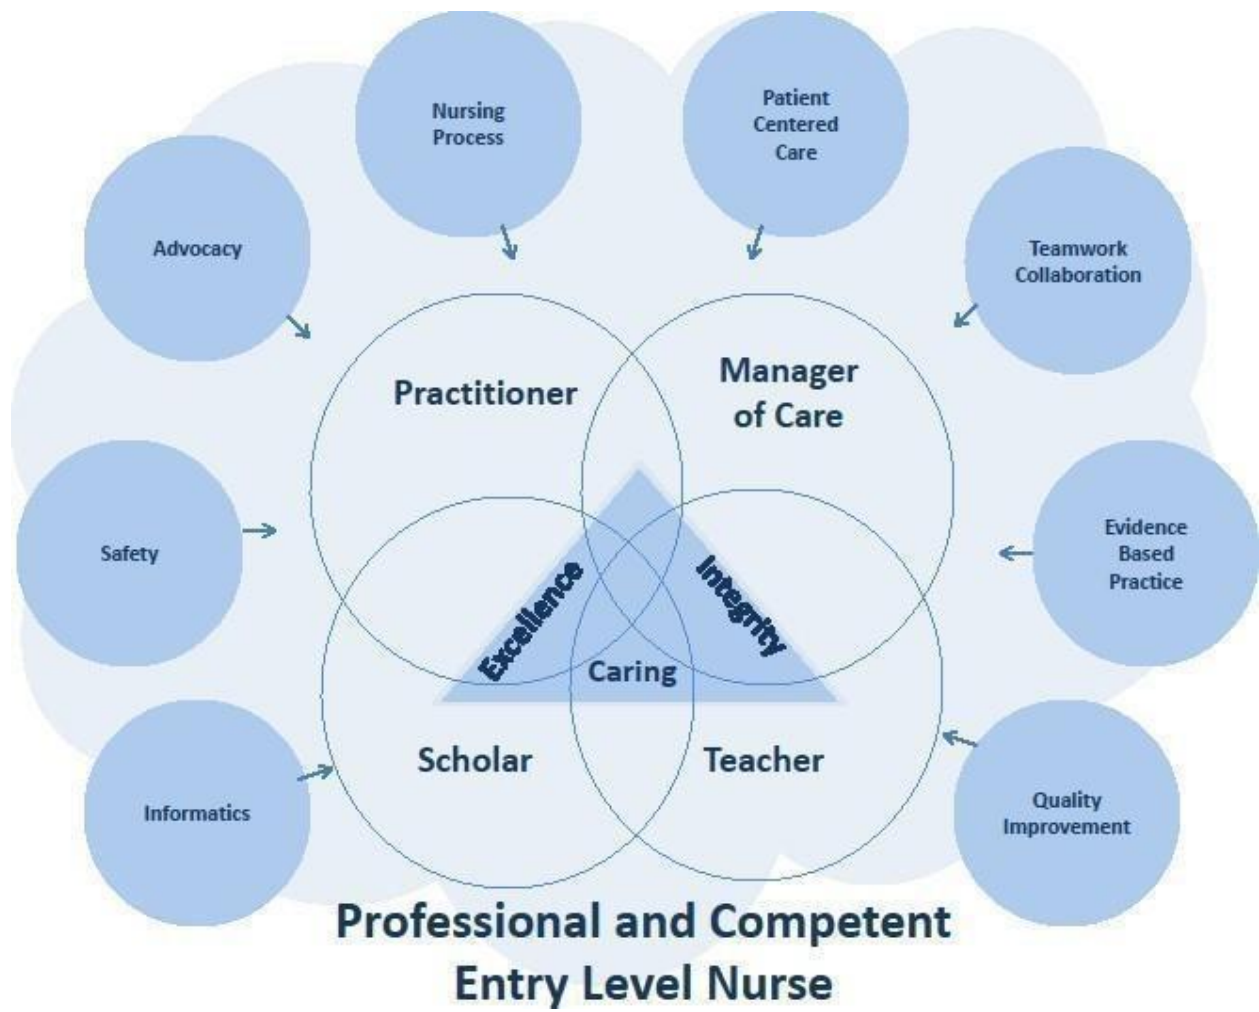 Nursing
Process
Patient
Centered
Care
Advocacy
Teamwork
Collaboration
Practitioner
Manager
of Care
Safety
Evidence
Based
Practice
Excellence
Integrity
Caring
Scholar
Teacher
Informatics
Quality
Improvement
Professional and Competent
Entry Level Nurse